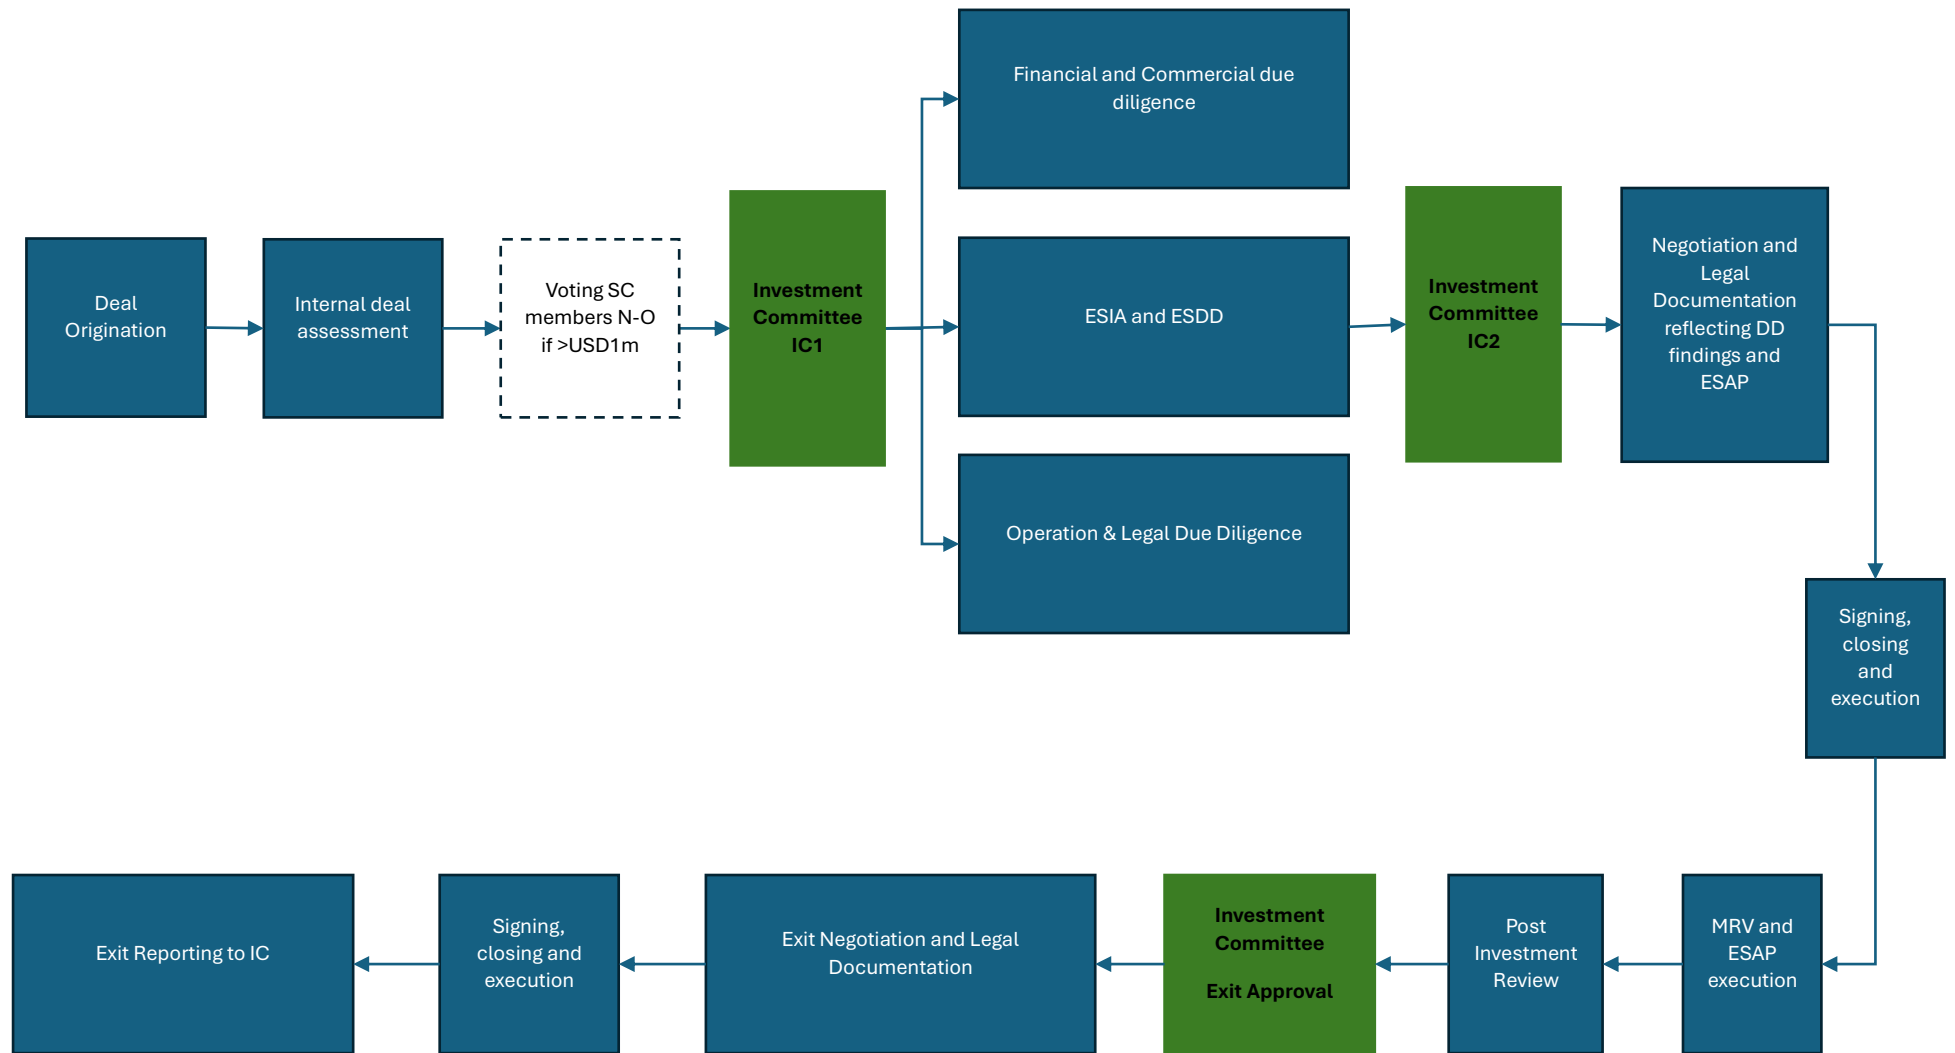 Deal
Origination
Internal deal
assessment
Voting SC
members N-O
if >USD1m
Investment
Committee
IC1
Financial and Commercial due
diligence
ESIA and ESDD
Operation & Legal Due Diligence
Investment
Committee
IC2
Negotiation and
Legal
Documentation
reflecting DD
findings and
ESAP
Signing,
closing
and
execution
MRV and
ESAP
execution
Post
Investment
Review
Investment
Committee
Exit Approval
Exit Negotiation and Legal
Documentation
Signing,
closing and
execution
Exit Reporting to IC